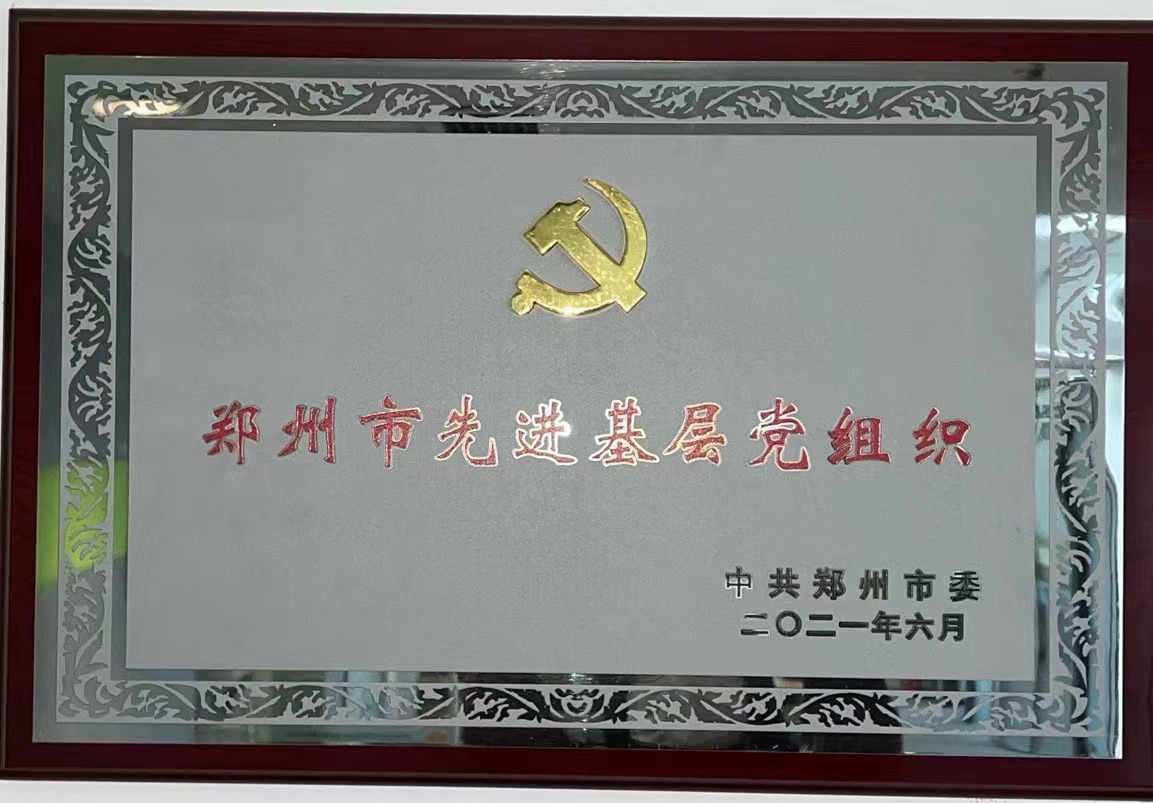 郑州市先进基层党组织
中共郑州市委
二〇二一年六月